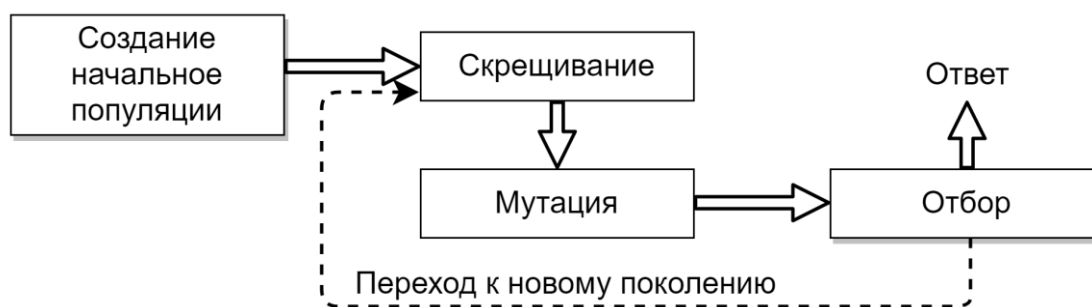 Создание
начальное
популяции
Скрещивание
Ответ
Мутация
Отбор
Переход к новому поколению